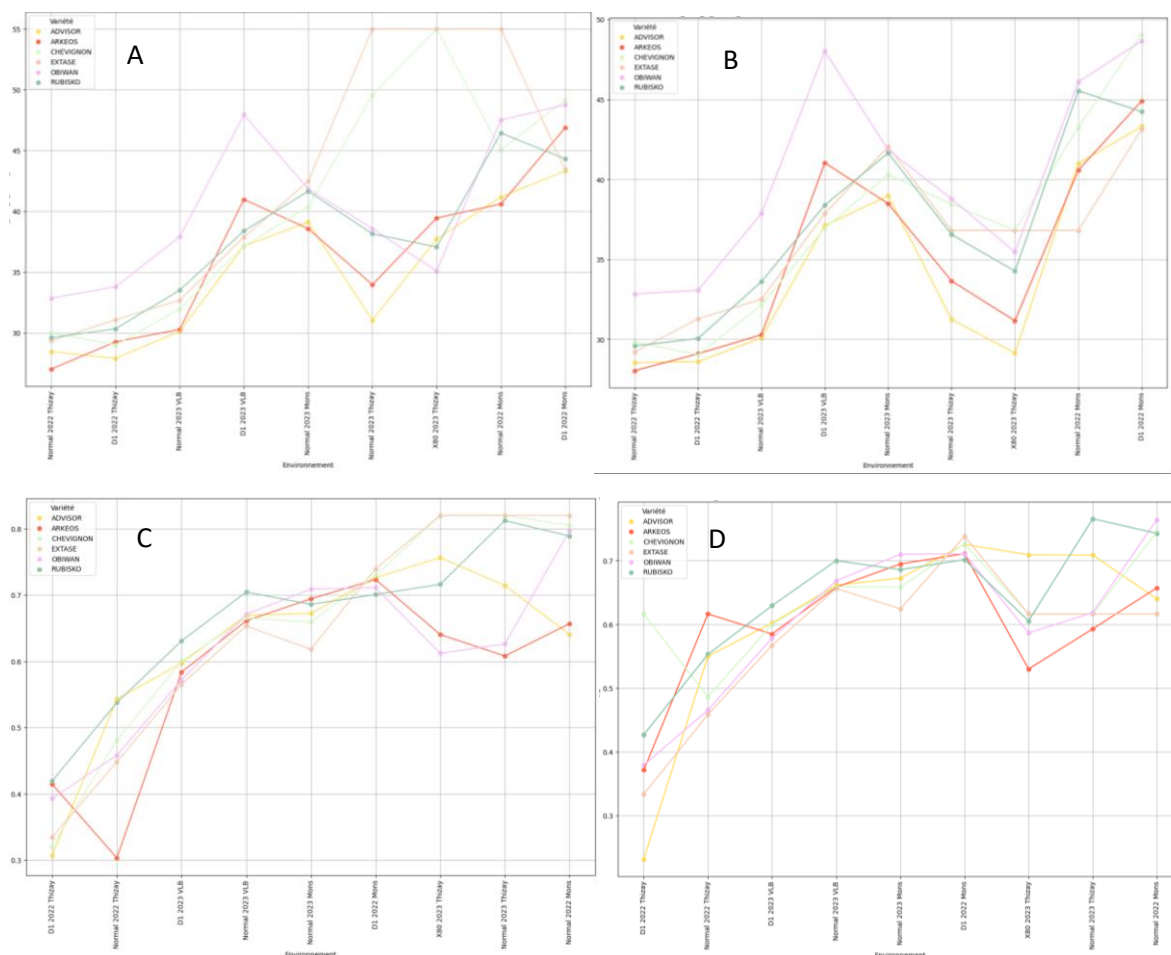 A
Variété
ADVISOR
ARKEOS
CHEVIGNON
EXTASE
OBIWAN
RUBISKO
55
50
45
40
35
30
Normal 2022 Thizay
D1 2022 Thizay
Normal 2023 VLB
D1 2023 VLB
Normal 2023 Mons
Normal 2023 Thizay
X80 2023 Thizay
Normal 2022 Mons
D1 2022 Mons
Environnement
B
Variété
ADVISOR
ARKEOS
CHEVIGNON
EXTASE
OBIWAN
RUBISKO
50
45
40
35
30
Normal 2022 Thizay
D1 2022 Thizay
Normal 2023 VLB
D1 2023 VLB
Normal 2023 Mons
Normal 2023 Thizay
X80 2023 Thizay
Normal 2022 Mons
D1 2022 Mons
Environnement
C
Variété
ADVISOR
ARKEOS
CHEVIGNON
EXTASE
OBIWAN
RUBISKO
0.8
0.7
0.6
0.5
0.4
0.3
D1 2022 Thizay
Normal 2022 Thizay
D1 2023 VLB
Normal 2023 VLB
Normal 2023 Mons
D1 2022 Mons
X80 2023 Thizay
Normal 2023 Thizay
Normal 2022 Mons
Environnement
D
Variété
ADVISOR
ARKEOS
CHEVIGNON
EXTASE
OBIWAN
RUBISKO
0.7
0.6
0.5
0.4
0.3
D1 2022 Thizay
Normal 2022 Thizay
D1 2023 VLB
Normal 2023 VLB
Normal 2023 Mons
D1 2022 Mons
X80 2023 Thizay
Normal 2023 Thizay
Normal 2022 Mons